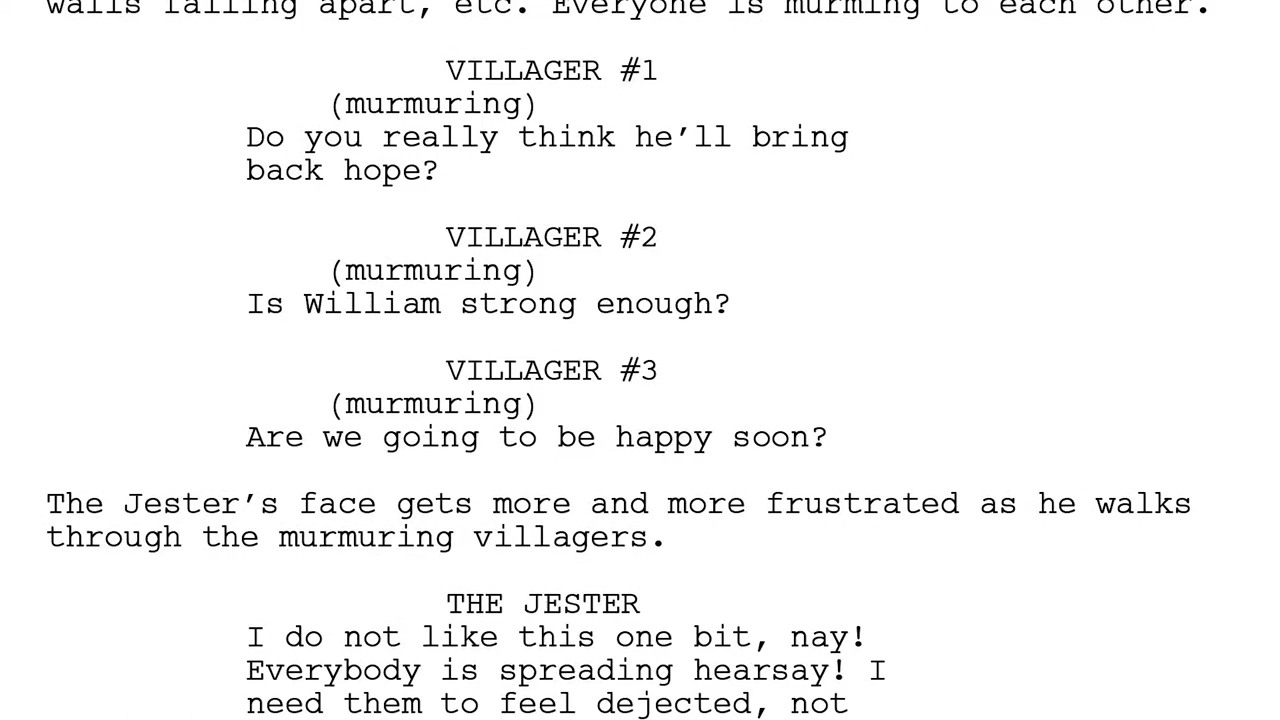 walls falling apart, etc. Everyone is murming to each other.
VILLAGER #1
(murmuring)
Do you really think he’ll bring
back hope?
VILLAGER #2
(murmuring)
Is William strong enough?
VILLAGER #3
(murmuring)
Are we going to be happy soon?
The Jester’s face gets more and more frustrated as he walks
through the murmuring villagers.
THE JESTER
I do not like this one bit, nay!
Everybody is spreading hearsay! I
need them to feel dejected, not